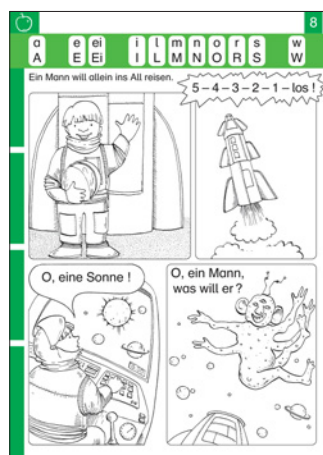 8
a e ei i l m n o r s w
A E Ei I L M N O R S W
Ein Mann will allein ins All reisen.
5 – 4 – 3 – 2 – 1 – los !
O, eine Sonne !
O, ein Mann,
was will er ?